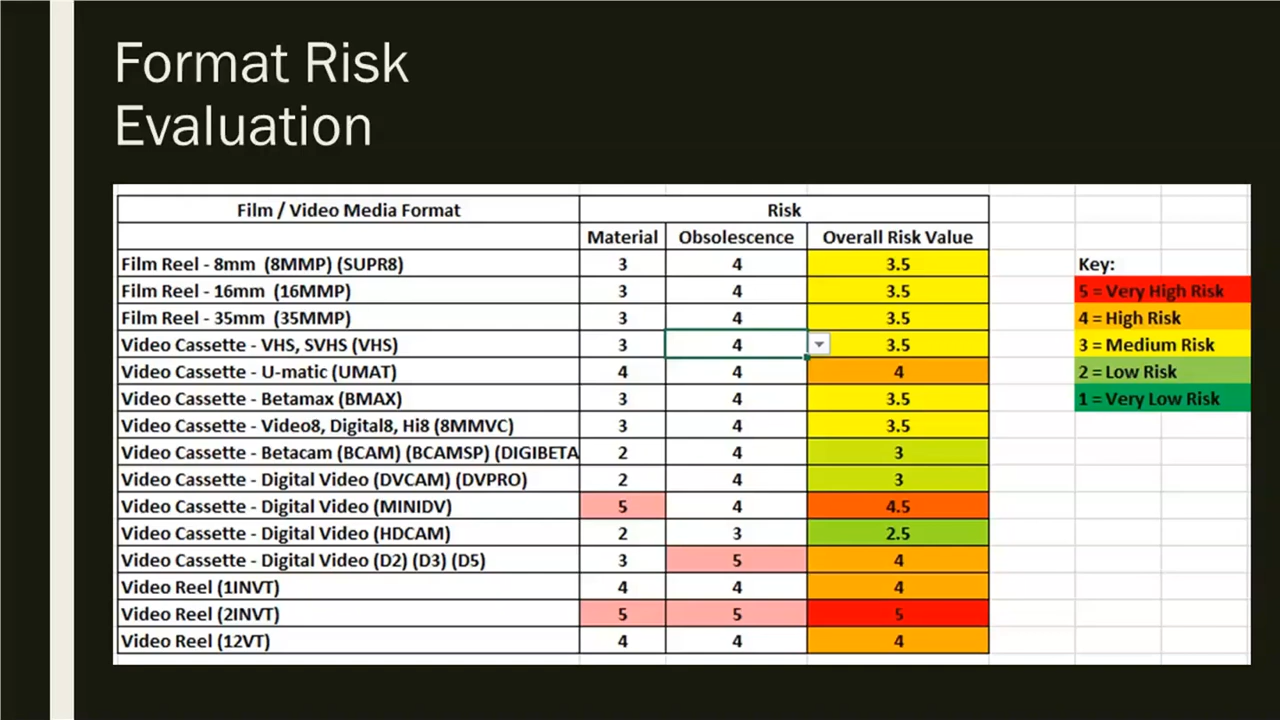 Format Risk
Evaluation
Film / Video Media Format Risk
Material Obsolescence Overall Risk Value
Film Reel - 8mm (8MMP) (SUPR8) 3 4 3.5 Key:
Film Reel - 16mm (16MMP) 3 4 3.5 5 = Very High Risk
Film Reel - 35mm (35MMP) 3 4 3.5 4 = High Risk
Video Cassette - VHS, SVHS (VHS) 3 4 3.5 3 = Medium Risk
Video Cassette - U-matic (UMAT) 4 4 4 2 = Low Risk
Video Cassette - Betamax (BMAX) 3 4 3.5 1 = Very Low Risk
Video Cassette - Video8, Digital8, Hi8 (8MMVC) 3 4 3.5
Video Cassette - Betacam (BCAM) (BCAMSP) (DIGIBETA 2 4 3
Video Cassette - Digital Video (DVCAM) (DVPRO) 2 4 3
Video Cassette - Digital Video (MINIDV) 5 4 4.5
Video Cassette - Digital Video (HDCAM) 2 3 2.5
Video Cassette - Digital Video (D2) (D3) (D5) 3 5 4
Video Reel (1INVT) 4 4 4
Video Reel (2INVT) 5 5 5
Video Reel (12VT) 4 4 4